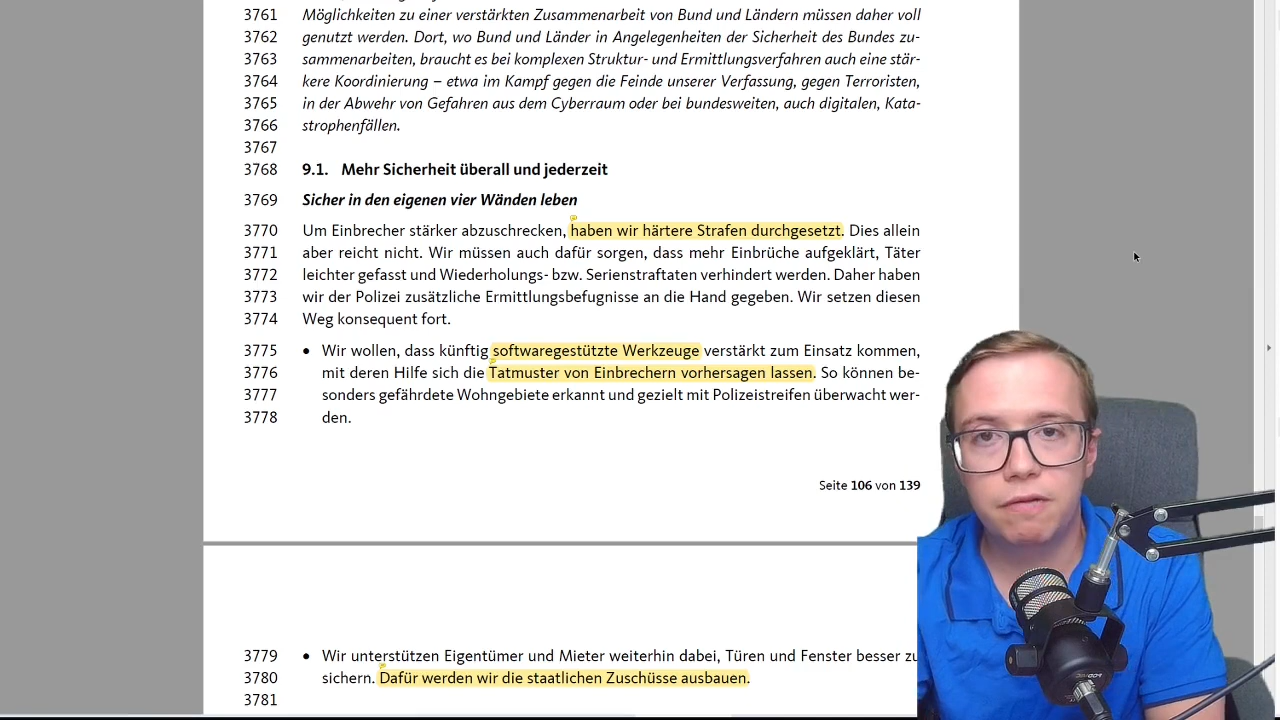 3761 Möglichkeiten zu einer verstärkten Zusammenarbeit von Bund und Ländern müssen daher voll
3762 genutzt werden. Dort, wo Bund und Länder in Angelegenheiten der Sicherheit des Bundes zu-
3763 sammenarbeiten, braucht es bei komplexen Struktur- und Ermittlungsverfahren auch eine stär-
3764 kere Koordinierung – etwa im Kampf gegen die Feinde unserer Verfassung, gegen Terroristen,
3765 in der Abwehr von Gefahren aus dem Cyberraum oder bei bundesweiten, auch digitalen, Kata-
3766 strophenfällen.
3767
3768 9.1. Mehr Sicherheit überall und jederzeit
3769 Sicher in den eigenen vier Wänden leben
3770 Um Einbrecher stärker abzuschrecken, haben wir härtere Strafen durchgesetzt. Dies allein
3771 aber reicht nicht. Wir müssen auch dafür sorgen, dass mehr Einbrüche aufgeklärt, Täter
3772 leichter gefasst und Wiederholungs- bzw. Serienstraftaten verhindert werden. Daher haben
3773 wir der Polizei zusätzliche Ermittlungsbefugnisse an die Hand gegeben. Wir setzen diesen
3774 Weg konsequent fort.
3775 • Wir wollen, dass künftig softwaregestützte Werkzeuge verstärkt zum Einsatz kommen,
3776 mit deren Hilfe sich die Tatmuster von Einbrechern vorhersagen lassen. So können be-
3777 sonders gefährdete Wohngebiete erkannt und gezielt mit Polizeistreifen überwacht wer-
3778 den.
Seite 106 von 139
3779 • Wir unterstützen Eigentümer und Mieter weiterhin dabei, Türen und Fenster besser zu
3780 sichern. Dafür werden wir die staatlichen Zuschüsse ausbauen.
3781